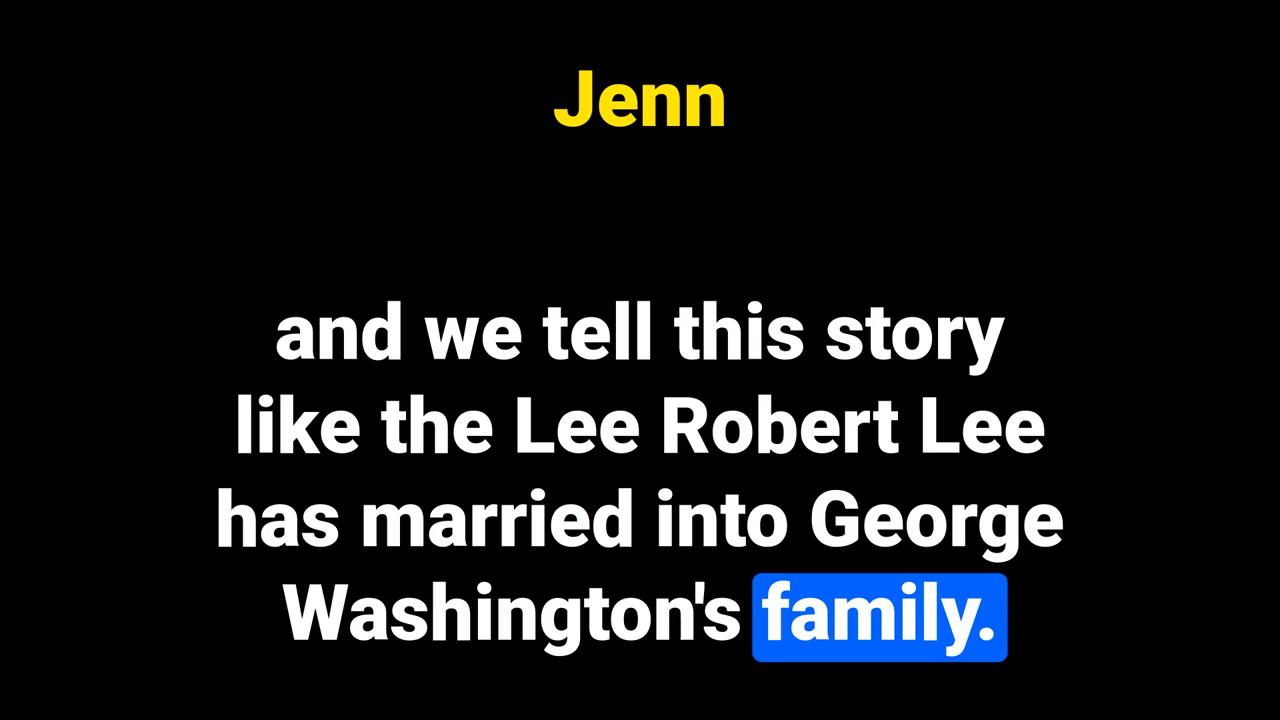 Jenn
and we tell this story
like the Lee Robert Lee
has married into George
Washington's family.